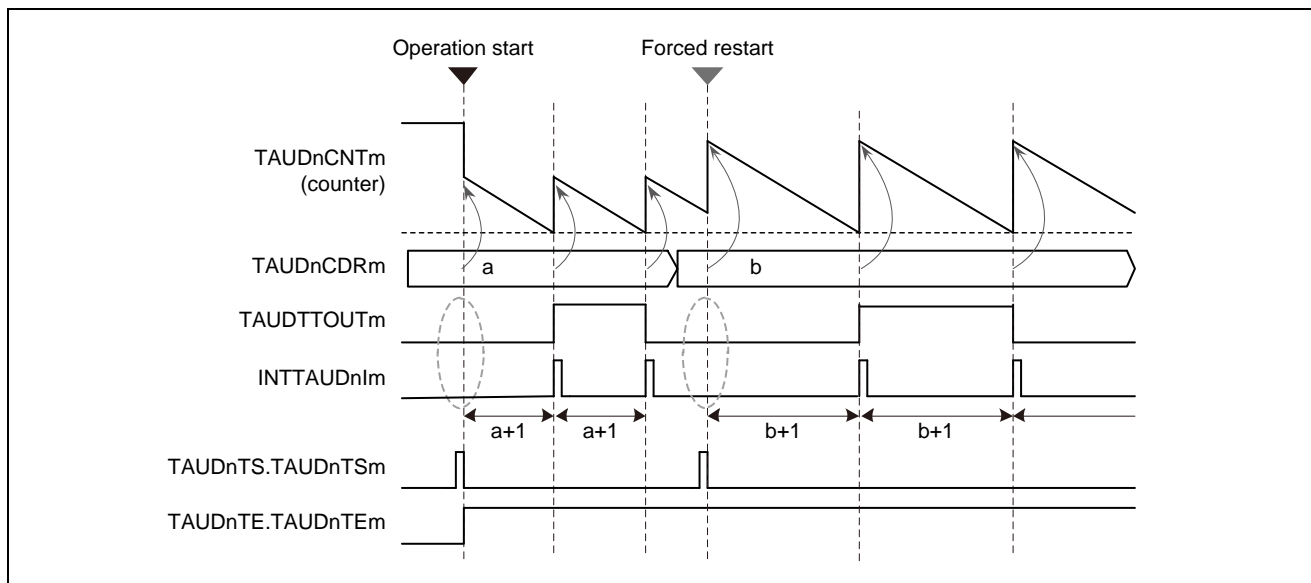 Operation start
Forced restart
TAUDnCNTm
(counter)
TAUDnCDRm
a
b
TAUDTTOUTm
INTTAUDnIm
a+1
a+1
b+1
b+1
TAUDnTS.TAUDnTSm
TAUDnTE.TAUDnTEm